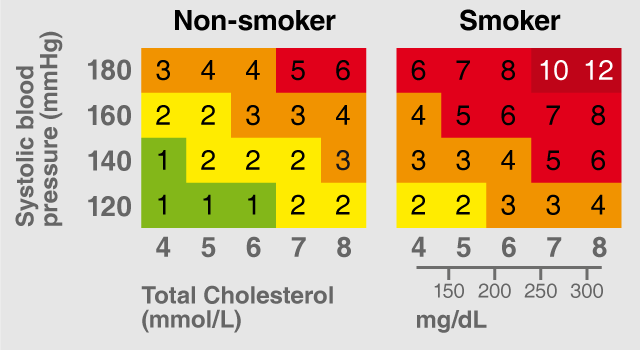 Non-smoker Smoker
Systolic blood
pressure (mmHg)
180 3 4 4 5 6 6 7 8 10 12
160 2 2 3 3 4 4 5 6 7 8
140 1 2 2 2 3 3 3 4 5 6
120 1 1 1 2 2 2 2 3 3 4
4 5 6 7 8 4 5 6 7 8
150 200 250 300
Total Cholesterol
(mmol/L) mg/dL